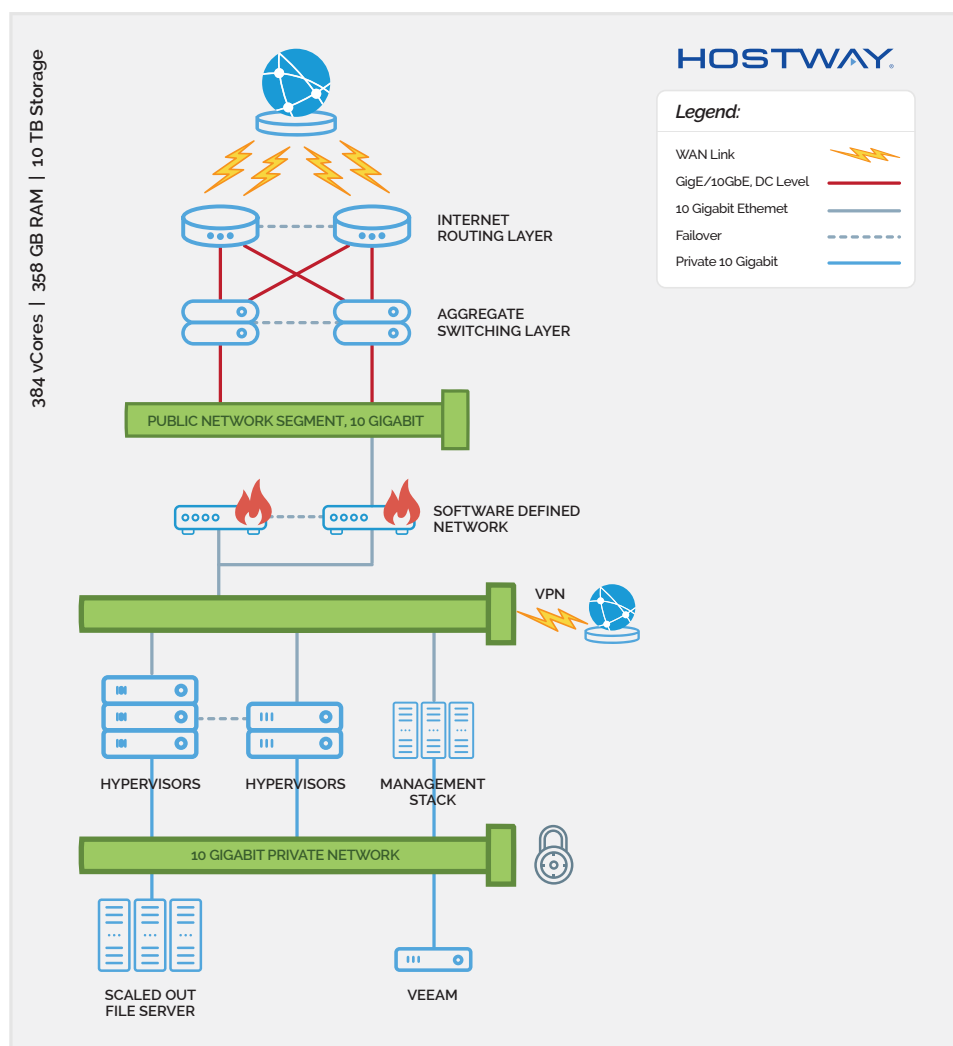 384 vCores | 358 GB RAM | 10 TB Storage
HOSTWAY
Legend:
WAN Link
GigE/10GbE, DC Level
10 Gigabit Ethernet
Failover
Private 10 Gigabit
INTERNET
ROUTING LAYER
AGGREGATE
SWITCHING LAYER
PUBLIC NETWORK SEGMENT, 10 GIGABIT
SOFTWARE DEFINED
NETWORK
VPN
HYPERVISORS
HYPERVISORS
MANAGEMENT
STACK
10 GIGABIT PRIVATE NETWORK
SCALED OUT
FILE SERVER
VEEAM